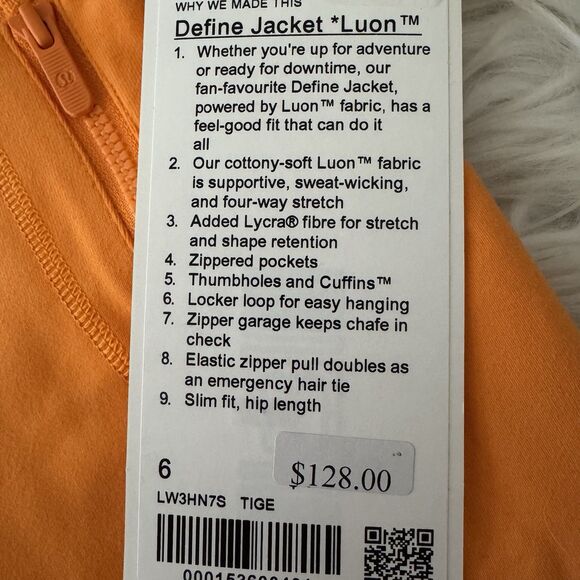 WHY WE MADE THIS
Define Jacket *Luon™
1. Whether you're up for adventure
or ready for downtime, our
fan-favourite Define Jacket,
powered by Luon™ fabric, has a
feel-good fit that can do it
all
2. Our cottony-soft Luon™ fabric
is supportive, sweat-wicking,
and four-way stretch
3. Added Lycra® fibre for stretch
and shape retention
4. Zippered pockets
5. Thumbholes and Cuffins™
6. Locker loop for easy hanging
7. Zipper garage keeps chafe in
check
8. Elastic zipper pull doubles as
an emergency hair tie
9. Slim fit, hip length
6
$128.00
LW3HN7S TIGE